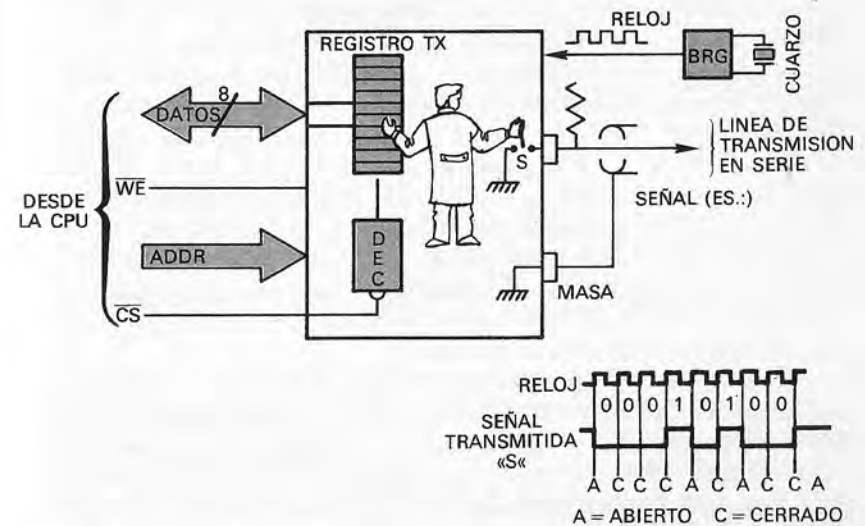 RELOJ
REGISTRO TX
BRG
CUARZO
8
DATOS
LINEA DE
TRANSMISION
EN SERIE
S
WE
SEÑAL (ES.:)
DESDE
LA CPU
ADDR
DEC
MASA
CS
RELOJ
0 0 0 1 0 1 0 0
SEÑAL
TRANSMITIDA
«S«
A C C C A C A C C A
A = ABIERTO C = CERRADO